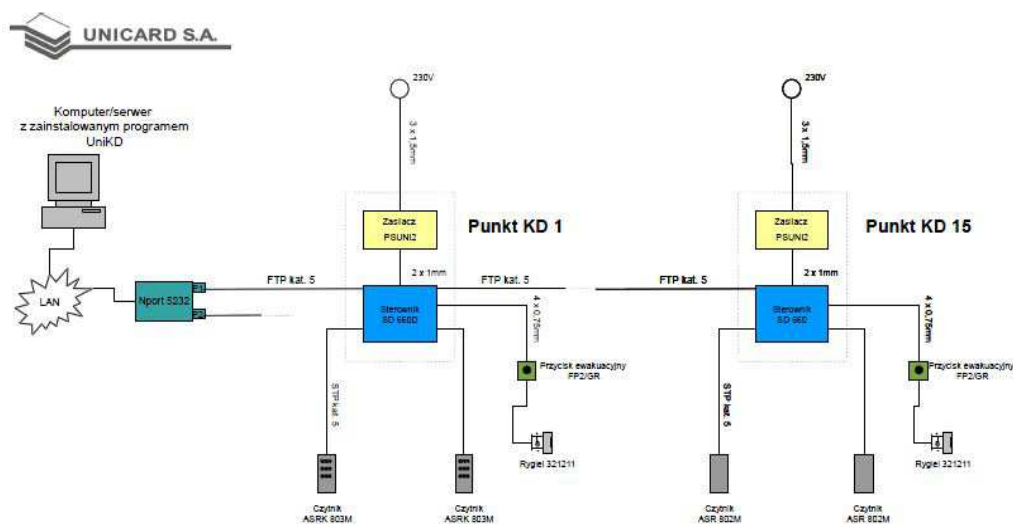 UNICARD S.A.
Komputer/serwer
z zainstalowanym programem
UniKD
LAN
Nport 5232
P1
P2
FTP kat. 5
230V
3 x 1,5mm
Zasilacz
PSUNI2
Punkt KD 1
2 x 1mm
Sterownik
SD 660D
FTP kat. 5
4 x 0,75mm
Przycisk ewakuacyjny
FP2/GR
Rygiel 321211
STP kat. 5
Czytnik
ASRK 803M
Czytnik
ASRK 803M
230V
3 x 1,5mm
Zasilacz
PSUNI2
Punkt KD 15
2 x 1mm
FTP kat. 5
Sterownik
SD 660
4 x 0,75mm
Przycisk ewakuacyjny
FP2/GR
Rygiel 321211
STP kat. 5
Czytnik
ASR 802M
Czytnik
ASR 802M